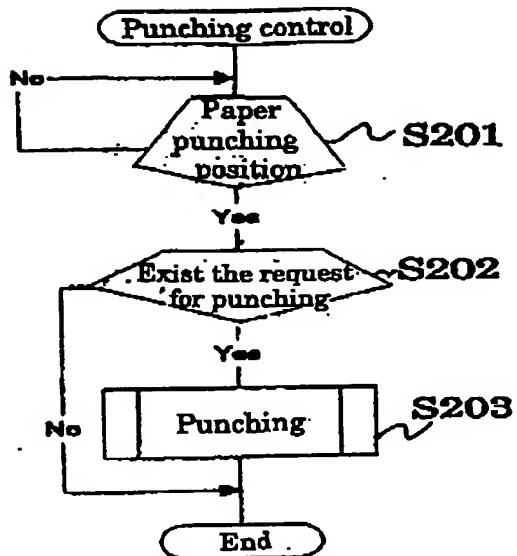 Punching control
No
Paper
punching
position
S201
Yes
Exist the request
for punching
S202
Yes
No
Punching
S203
End